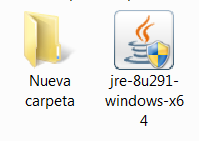 Nueva
carpeta
jre-8u291-
windows-x6
4